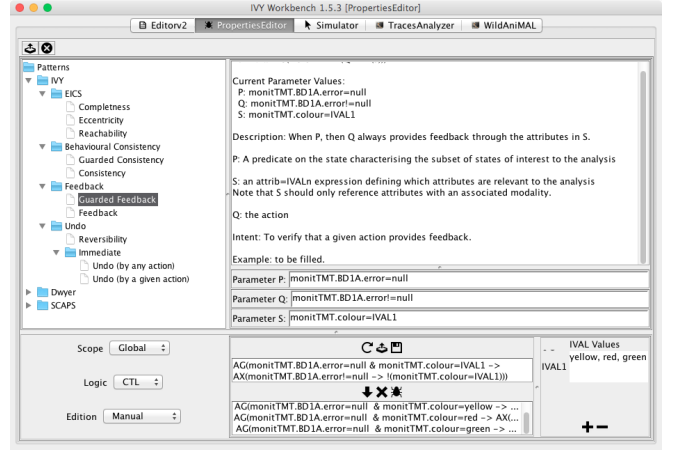 IVY Workbench 1.5.3 [PropertiesEditor]
Editorv2 PropertiesEditor Simulator TracesAnalyzer WildAniMAL
Patterns
IVY
EICS
Completness
Eccentricity
Reachability
Behavioural Consistency
Guarded Consistency
Consistency
Feedback
Guarded Feedback
Feedback
Undo
Reversibility
Immediate
Undo (by any action)
Undo (by a given action)
Dwyer
SCAPS
Current Parameter Values:
P: monitTMT.BD1A.error=null
Q: monitTMT.BD1A.error!=null
S: monitTMT.colour=IVAL1
Description: When P, then Q always provides feedback through the attributes in S.
P: A predicate on the state characterising the subset of states of interest to the analysis
S: an attrib=IVALn expression defining which attributes are relevant to the analysis
Note that S should only reference attributes with an associated modality.
Q: the action
Intent: To verify that a given action provides feedback.
Example: to be filled.
Parameter P: monitTMT.BD1A.error=null
Parameter Q: monitTMT.BD1A.error!=null
Parameter S: monitTMT.colour=IVAL1
Scope Global
Logic CTL
Edition Manual
AG(monitTMT.BD1A.error=null & monitTMT.colour=IVAL1 ->
AX(monitTMT.BD1A.error!=null -> !(monitTMT.colour=IVAL1)))
AG(monitTMT.BD1A.error=null & monitTMT.colour=yellow -> ...
AG(monitTMT.BD1A.error=null & monitTMT.colour=red -> AX(...
AG(monitTMT.BD1A.error=null & monitTMT.colour=green -> ...
IVAL Values
IVAL1 yellow, red, green